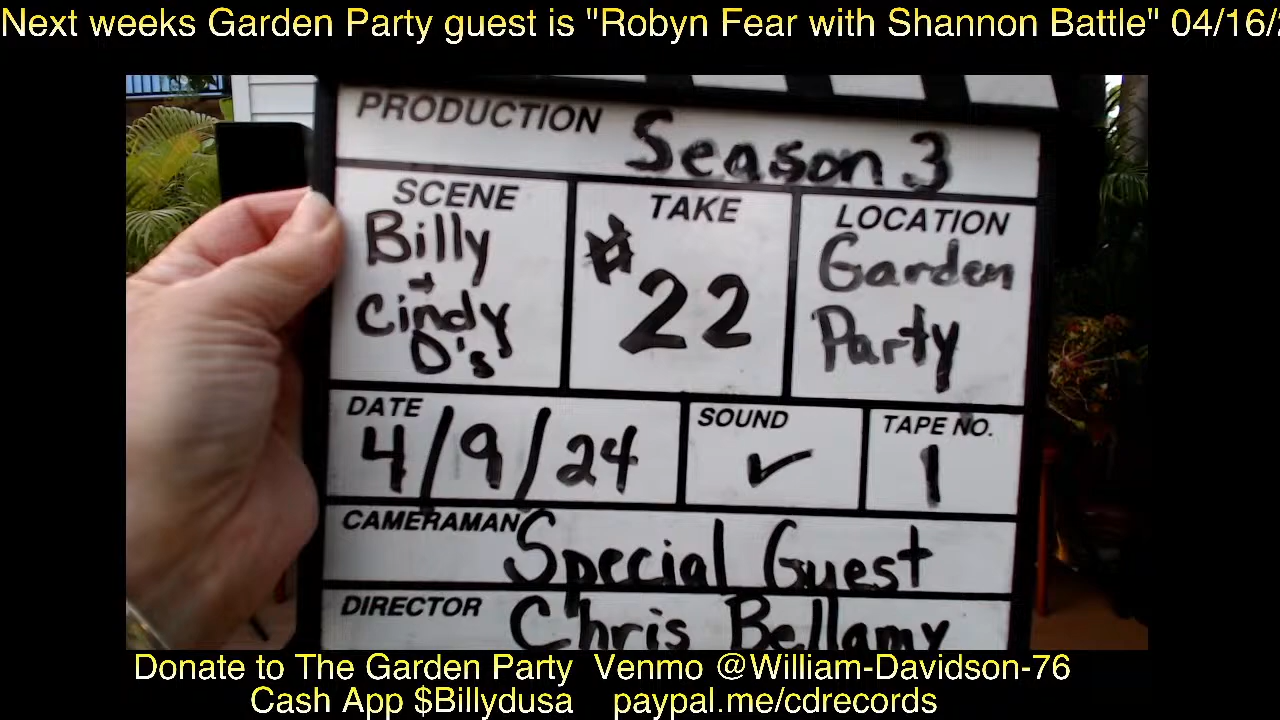 Next weeks Garden Party guest is "Robyn Fear with Shannon Battle" 04/16/
PRODUCTION Season 3
SCENE
Billy
+
Cindy
D's
TAKE
# 22
LOCATION
Garden
Party
DATE
4/9/24
SOUND
✓
TAPE NO.
1
CAMERAMAN Special Guest
DIRECTOR Chris Bellamy
Donate to The Garden Party Venmo @William-Davidson-76
Cash App $Billydusa paypal.me/cdrecords